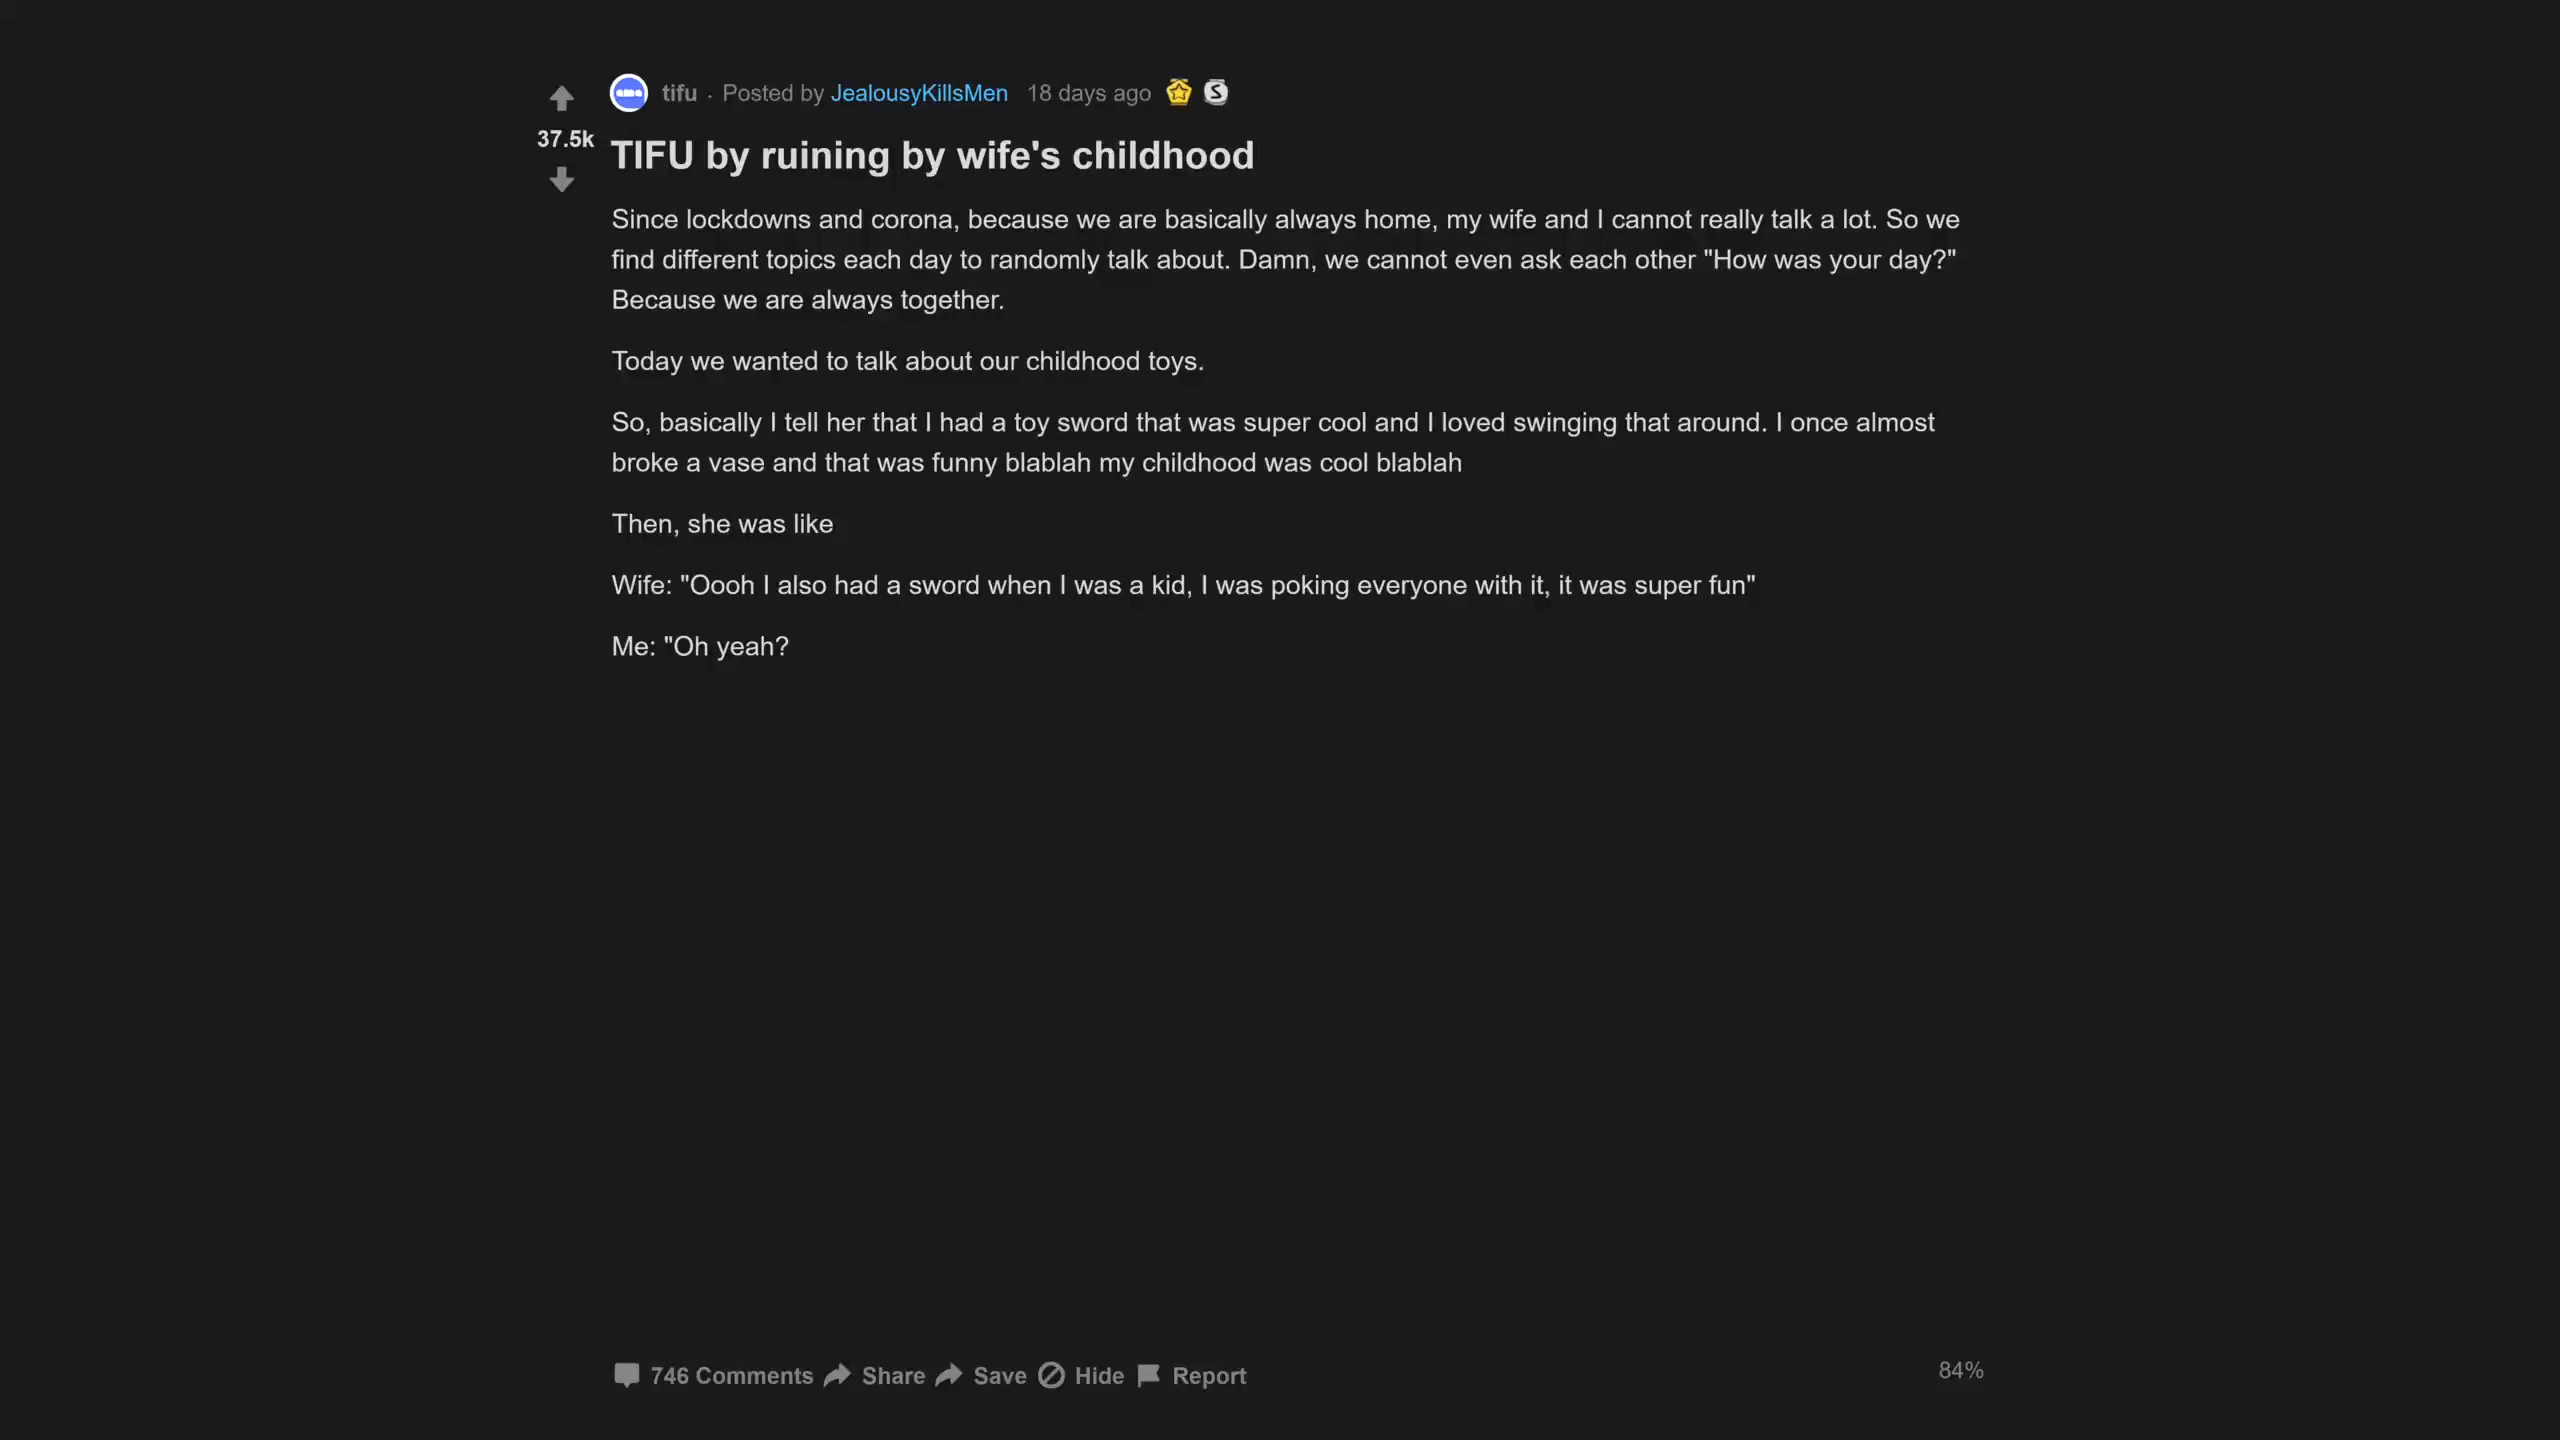 tifu . Posted by JealousyKillsMen 18 days ago
37.5k
TIFU by ruining by wife's childhood
Since lockdowns and corona, because we are basically always home, my wife and I cannot really talk a lot. So we
find different topics each day to randomly talk about. Damn, we cannot even ask each other "How was your day?"
Because we are always together.
Today we wanted to talk about our childhood toys.
So, basically I tell her that I had a toy sword that was super cool and I loved swinging that around. I once almost
broke a vase and that was funny blablah my childhood was cool blablah
Then, she was like
Wife: "Oooh I also had a sword when I was a kid, I was poking everyone with it, it was super fun"
Me: "Oh yeah?
746 Comments Share Save Hide Report
84%